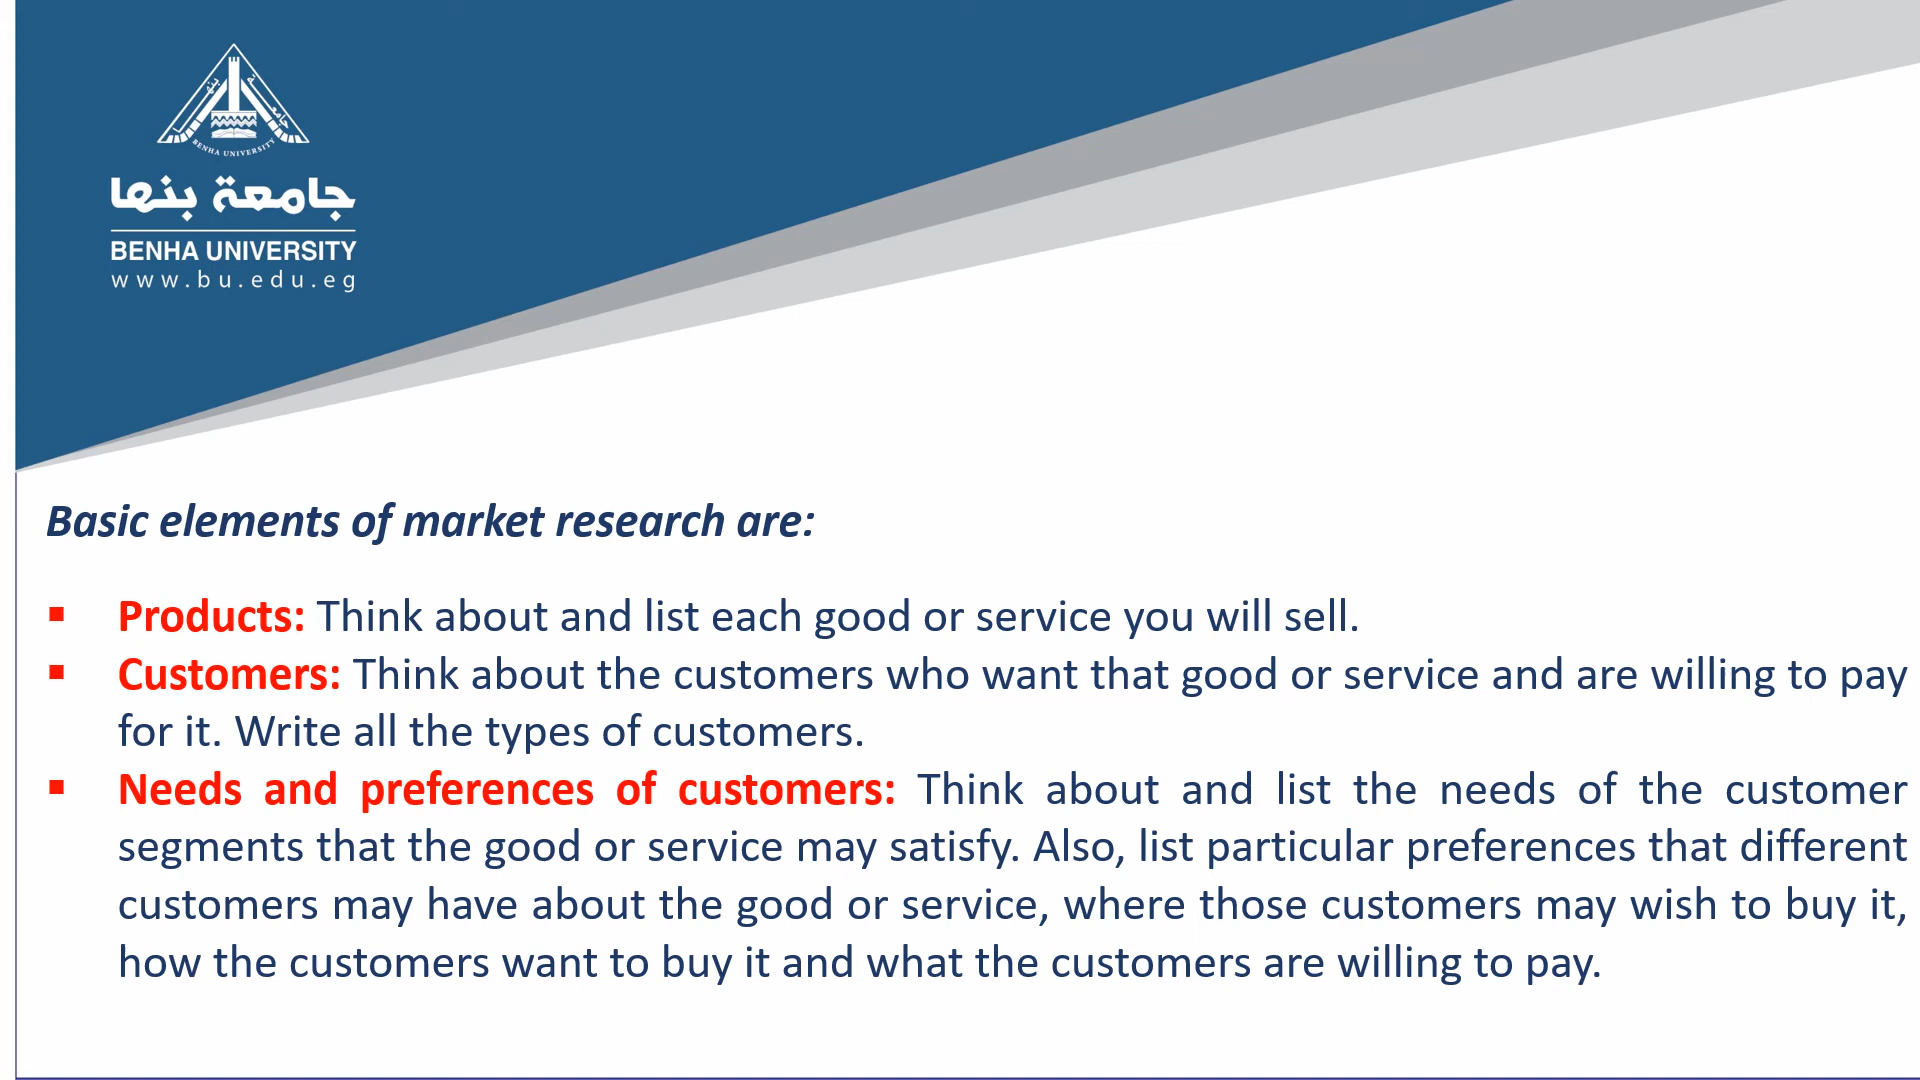 BENHA UNIVERSITY
جامعة بنها
BENHA UNIVERSITY
www.bu.edu.eg
Basic elements of market research are:
▪ Products: Think about and list each good or service you will sell.
▪ Customers: Think about the customers who want that good or service and are willing to pay
for it. Write all the types of customers.
▪ Needs and preferences of customers: Think about and list the needs of the customer
segments that the good or service may satisfy. Also, list particular preferences that different
customers may have about the good or service, where those customers may wish to buy it,
how the customers want to buy it and what the customers are willing to pay.